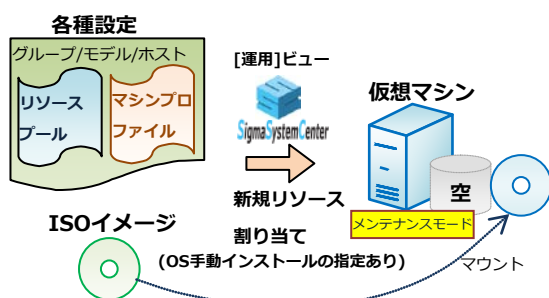 各種設定
グループ/モデル/ホスト
リソース
プール
マシンプロ
ファイル
[運用]ビュー
SigmaSystemCenter
新規リソース
割り当て
(OS手動インストールの指定あり)
仮想マシン
空
メンテナンスモード
マウント
ISOイメージ